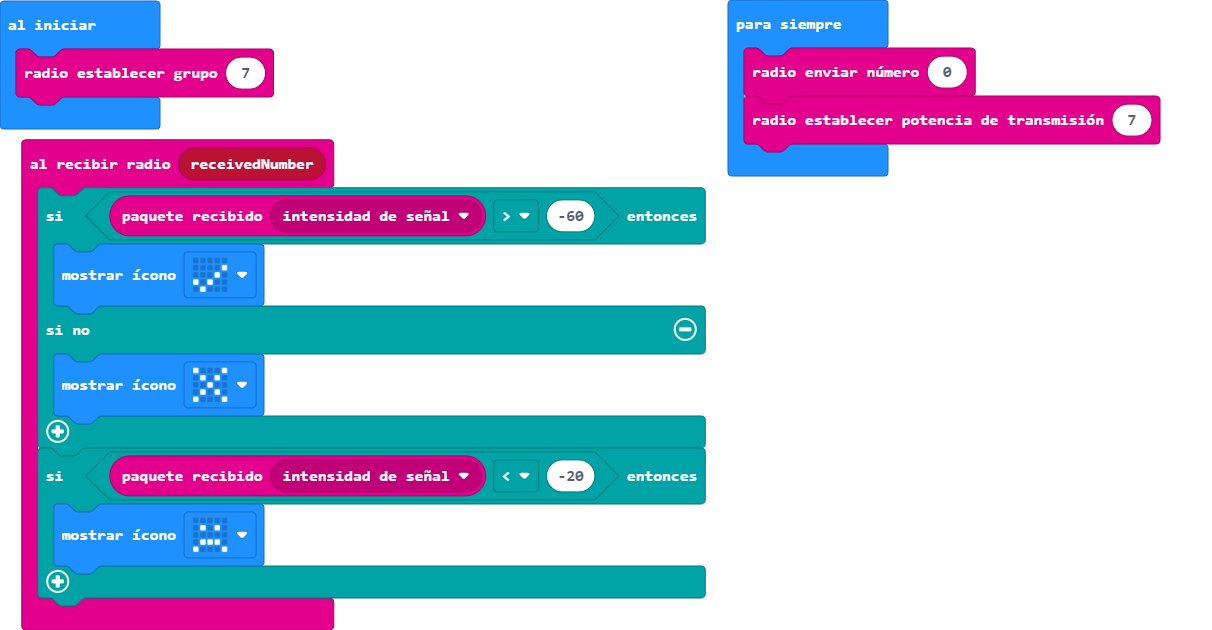 al iniciar
radio establecer grupo 7
al recibir radio receivedNumber
si paquete recibido intensidad de señal > -60 entonces
mostrar ícono
si no
mostrar ícono
si paquete recibido intensidad de señal < -20 entonces
mostrar ícono
para siempre
radio enviar número 0
radio establecer potencia de transmisión 7